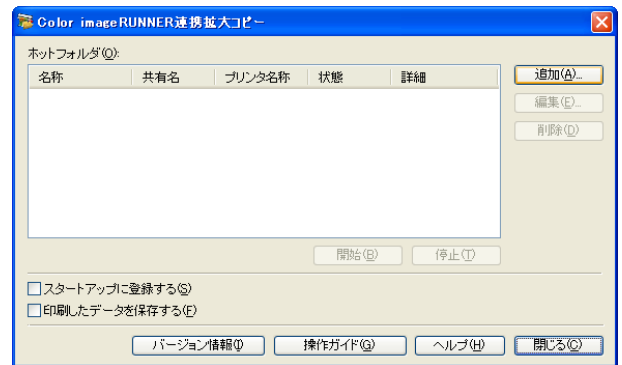 Color imageRUNNER連携拡大コピー
ホットフォルダ(O):
名称 共有名 プリンタ名称 状態 詳細
追加(A)...
編集(E)...
削除(D)
開始(B) 停止(T)
スタートアップに登録する(S)
印刷したデータを保存する(F)
バージョン情報(I) 操作ガイド(G) ヘルプ(H) 閉じる(C)